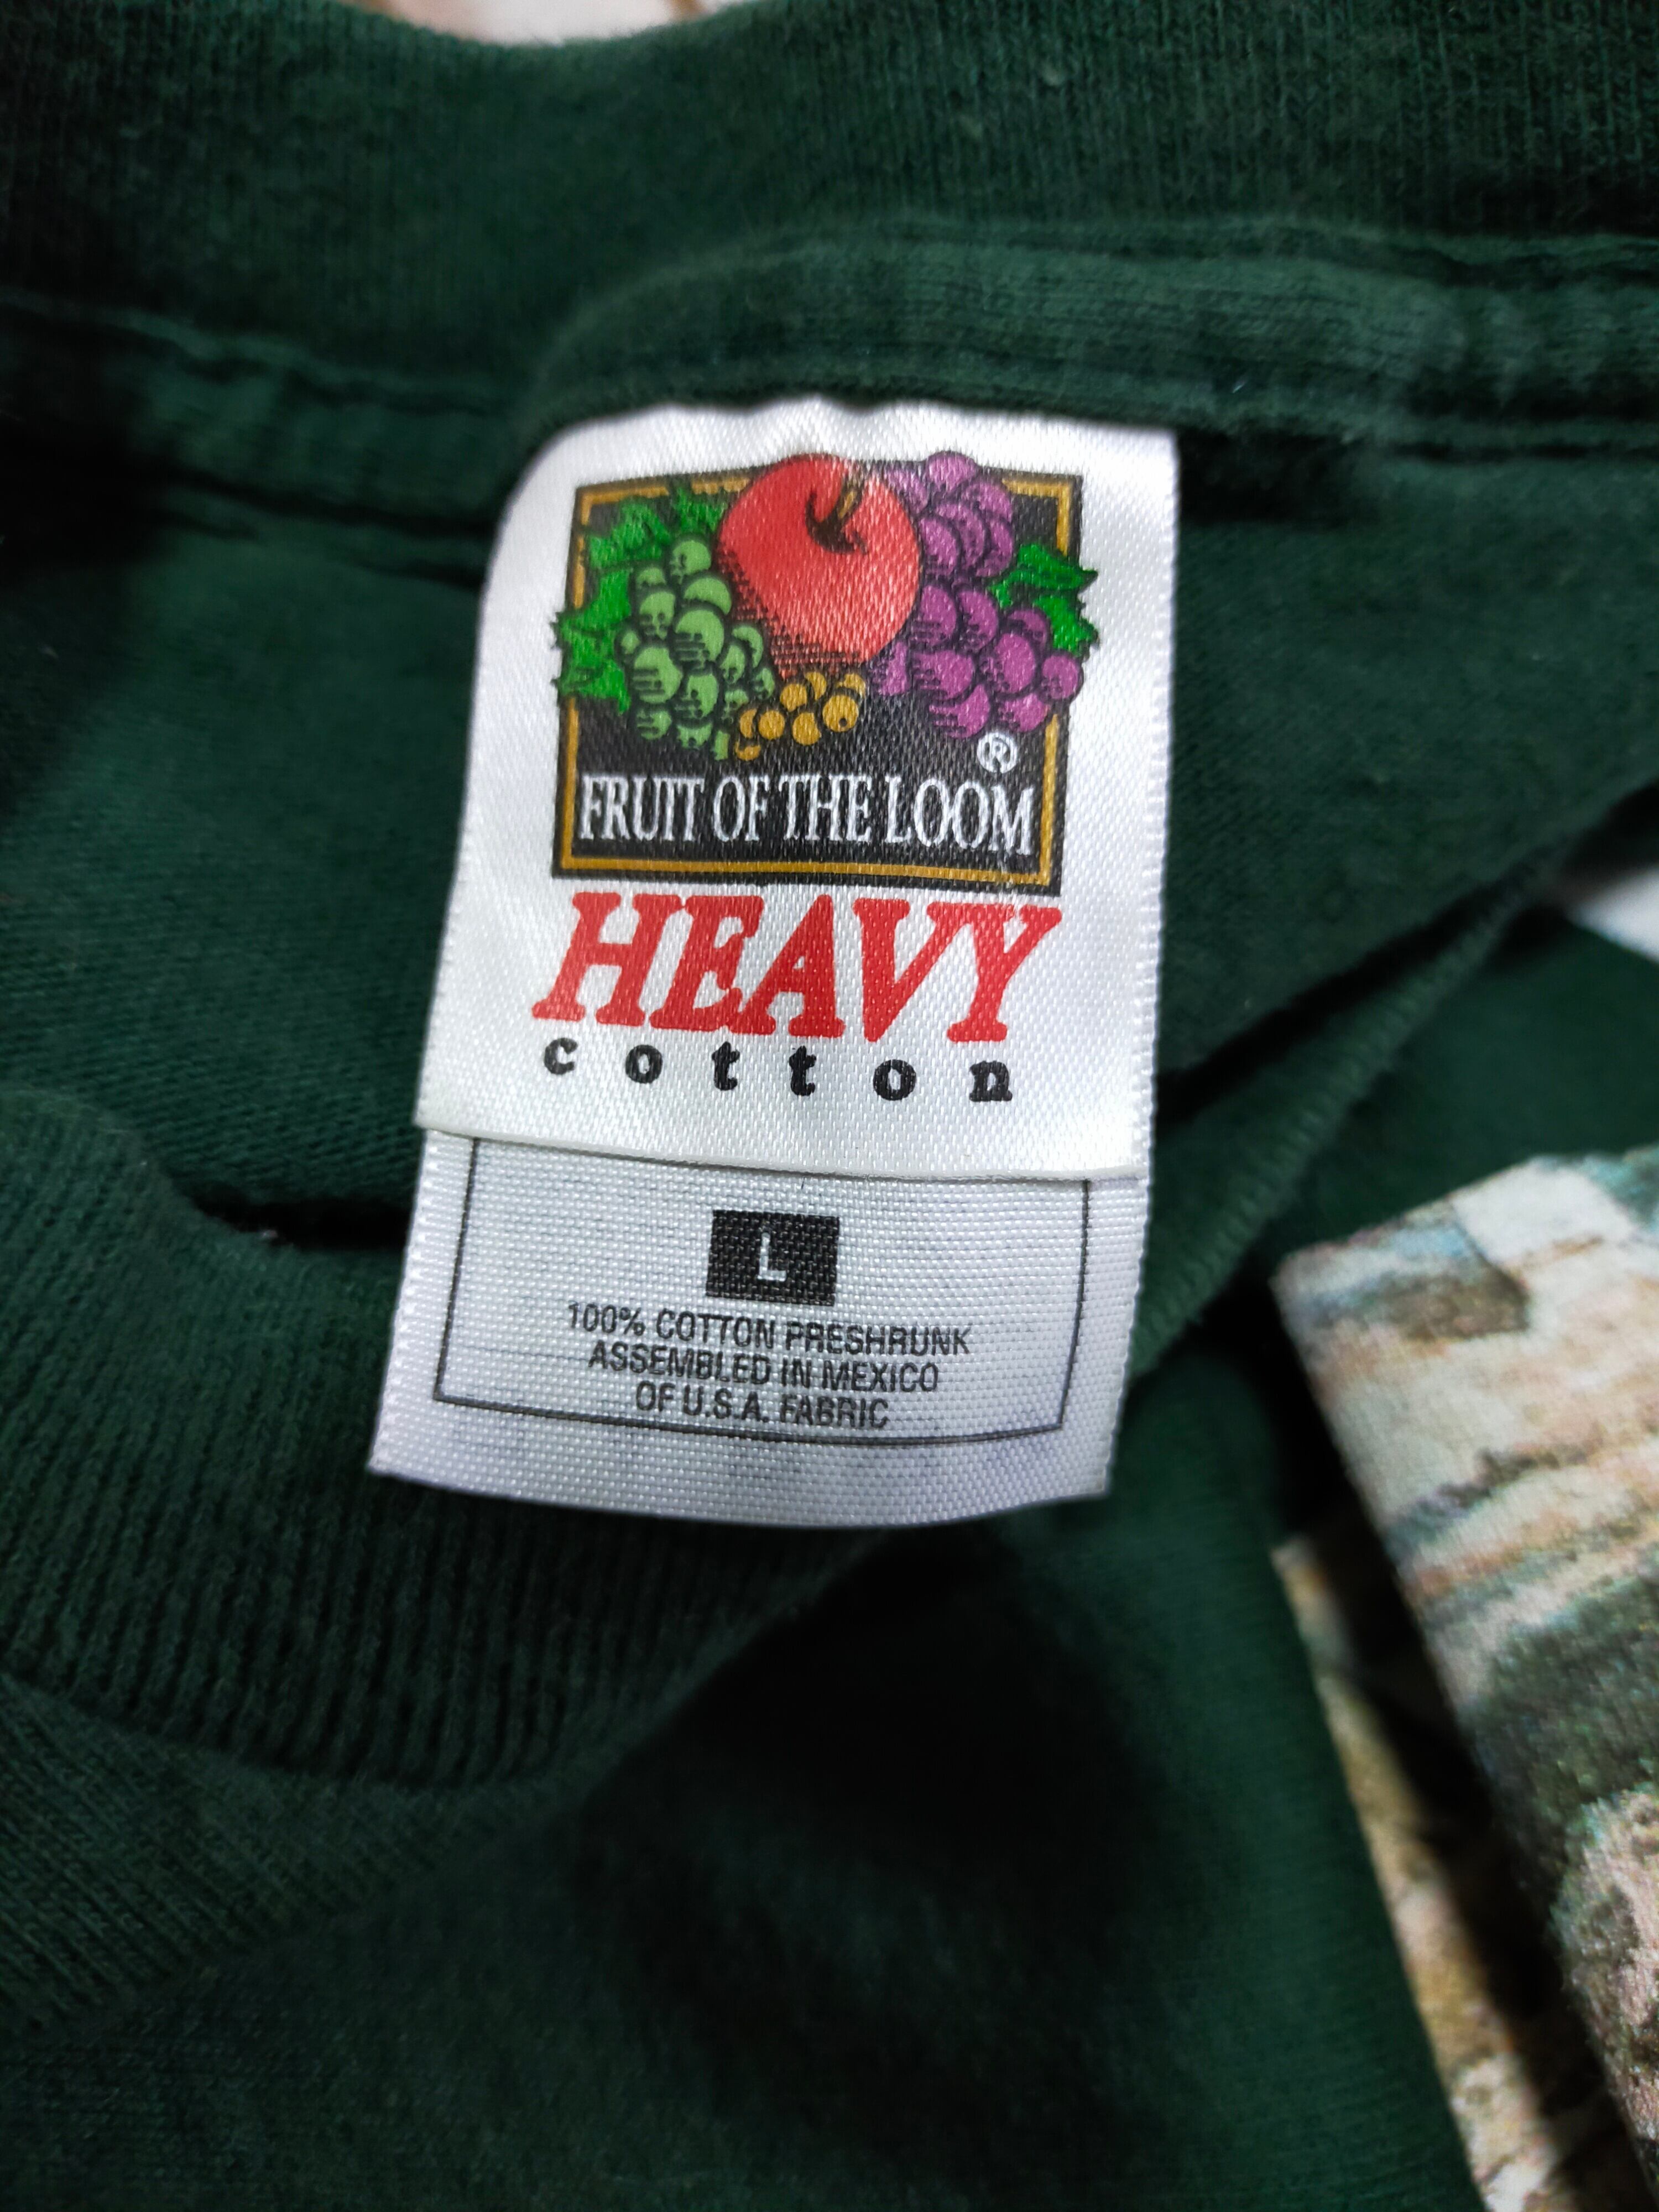 ®
FRUIT OF THE LOOM
HEAVY
cotton
L
100% COTTON PRESHRUNK
ASSEMBLED IN MEXICO
OF U.S.A. FABRIC